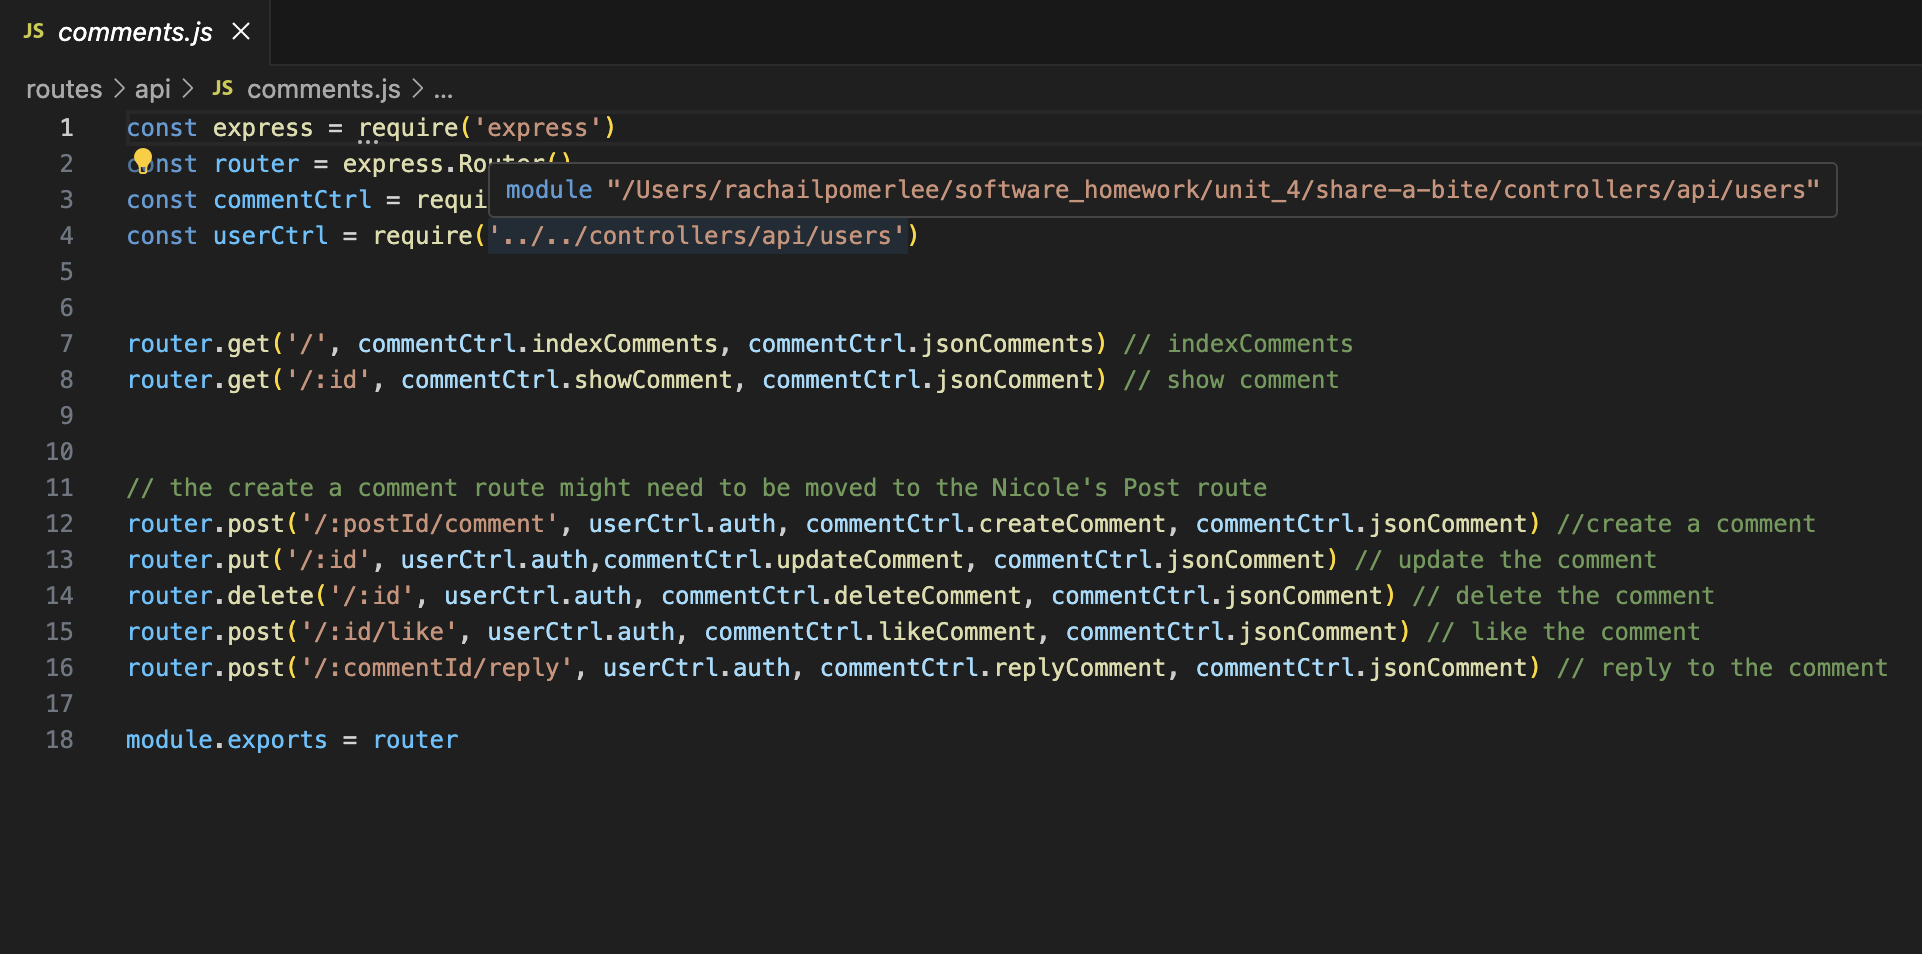 JS comments.js
routes > api > JS comments.js > ...
1 const express = require('express')
2 const router = express.Router()
module "/Users/rachailpomerlee/software_homework/unit_4/share-a-bite/controllers/api/users"
3 const commentCtrl = requi
4 const userCtrl = require('../../controllers/api/users')
5
6
7 router.get('/', commentCtrl.indexComments, commentCtrl.jsonComments) // indexComments
8 router.get('/:id', commentCtrl.showComment, commentCtrl.jsonComment) // show comment
9
10
11 // the create a comment route might need to be moved to the Nicole's Post route
12 router.post('/:postId/comment', userCtrl.auth, commentCtrl.createComment, commentCtrl.jsonComment) //create a comment
13 router.put('/:id', userCtrl.auth,commentCtrl.updateComment, commentCtrl.jsonComment) // update the comment
14 router.delete('/:id', userCtrl.auth, commentCtrl.deleteComment, commentCtrl.jsonComment) // delete the comment
15 router.post('/:id/like', userCtrl.auth, commentCtrl.likeComment, commentCtrl.jsonComment) // like the comment
16 router.post('/:commentId/reply', userCtrl.auth, commentCtrl.replyComment, commentCtrl.jsonComment) // reply to the comment
17
18 module.exports = router